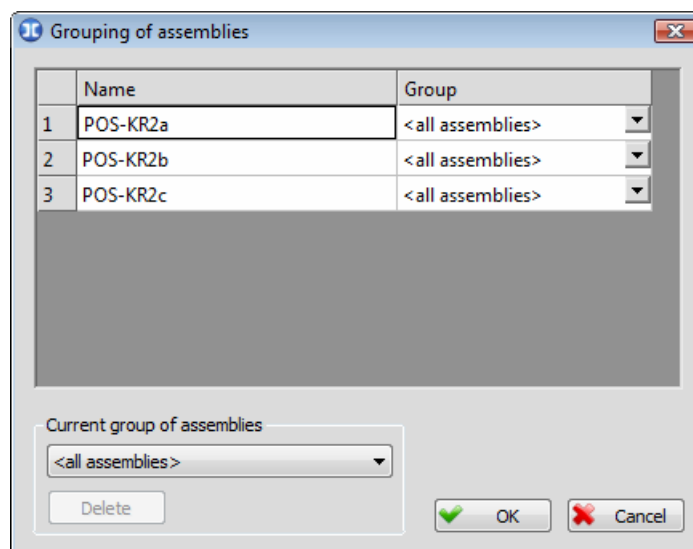 Grouping of assemblies
Name Group
1 POS-KR2a <all assemblies>
2 POS-KR2b <all assemblies>
3 POS-KR2c <all assemblies>
Current group of assemblies
<all assemblies>
Delete
OK Cancel